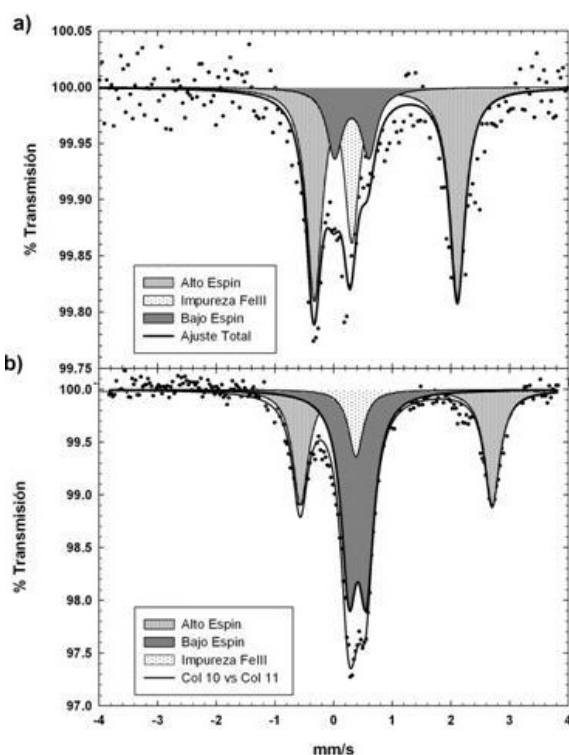 a)
100.05
100.00
99.95
99.90
99.85
99.80
99.75
% Transmisión
Alto Espin
Impureza FeIII
Bajo Espin
Ajuste Total
b)
100.0
99.5
99.0
98.5
98.0
97.5
97.0
% Transmisión
Alto Espin
Bajo Espin
Impureza FeIII
Col 10 vs Col 11
-4 -3 -2 -1 0 1 2 3 4
mm/s